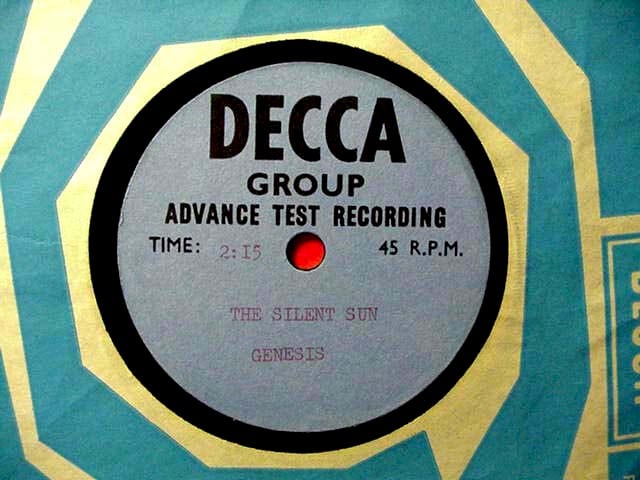 DECCA
GROUP
ADVANCE TEST RECORDING
TIME: 2:15 45 R.P.M.
THE SILENT SUN
GENESIS